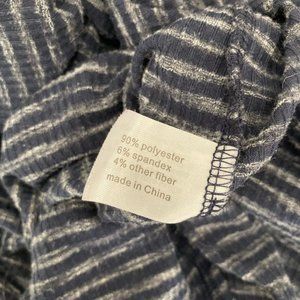 90% polyester
6% spandex
4% other fiber
made in China